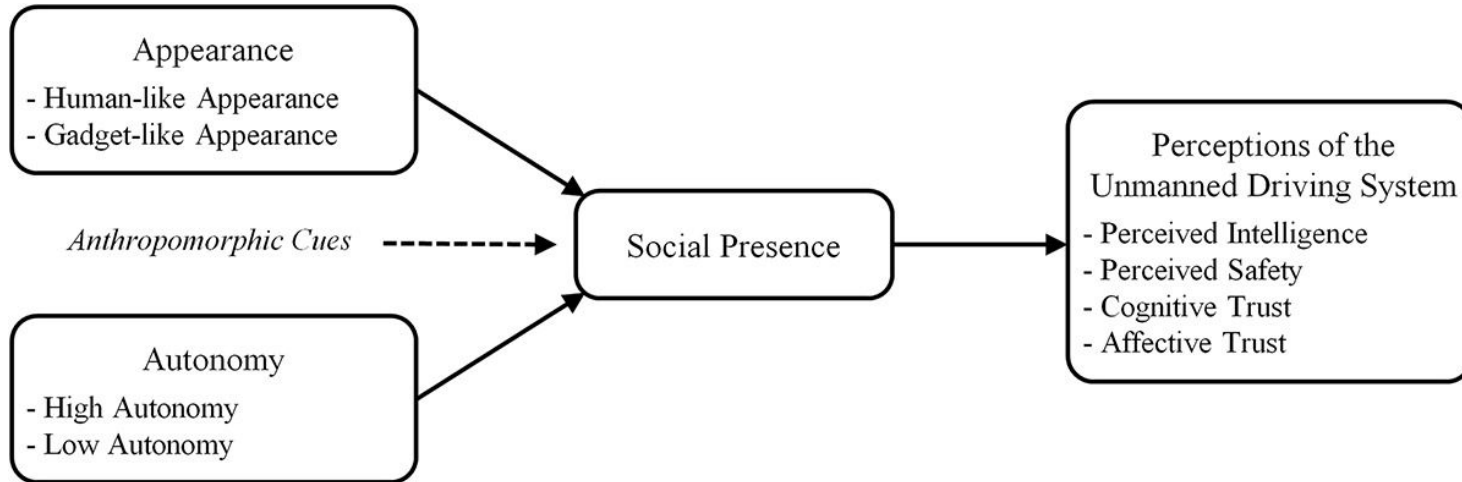 Appearance
- Human-like Appearance
- Gadget-like Appearance
Anthropomorphic Cues
Autonomy
- High Autonomy
- Low Autonomy
Social Presence
Perceptions of the
Unmanned Driving System
- Perceived Intelligence
- Perceived Safety
- Cognitive Trust
- Affective Trust